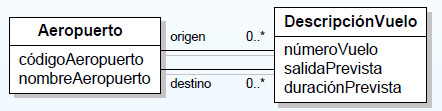 Aeropuerto
códigoAeropuerto
nombreAeropuerto
origen 0..*
destino 0..*
DescripciónVuelo
númeroVuelo
salidaPrevista
duraciónPrevista